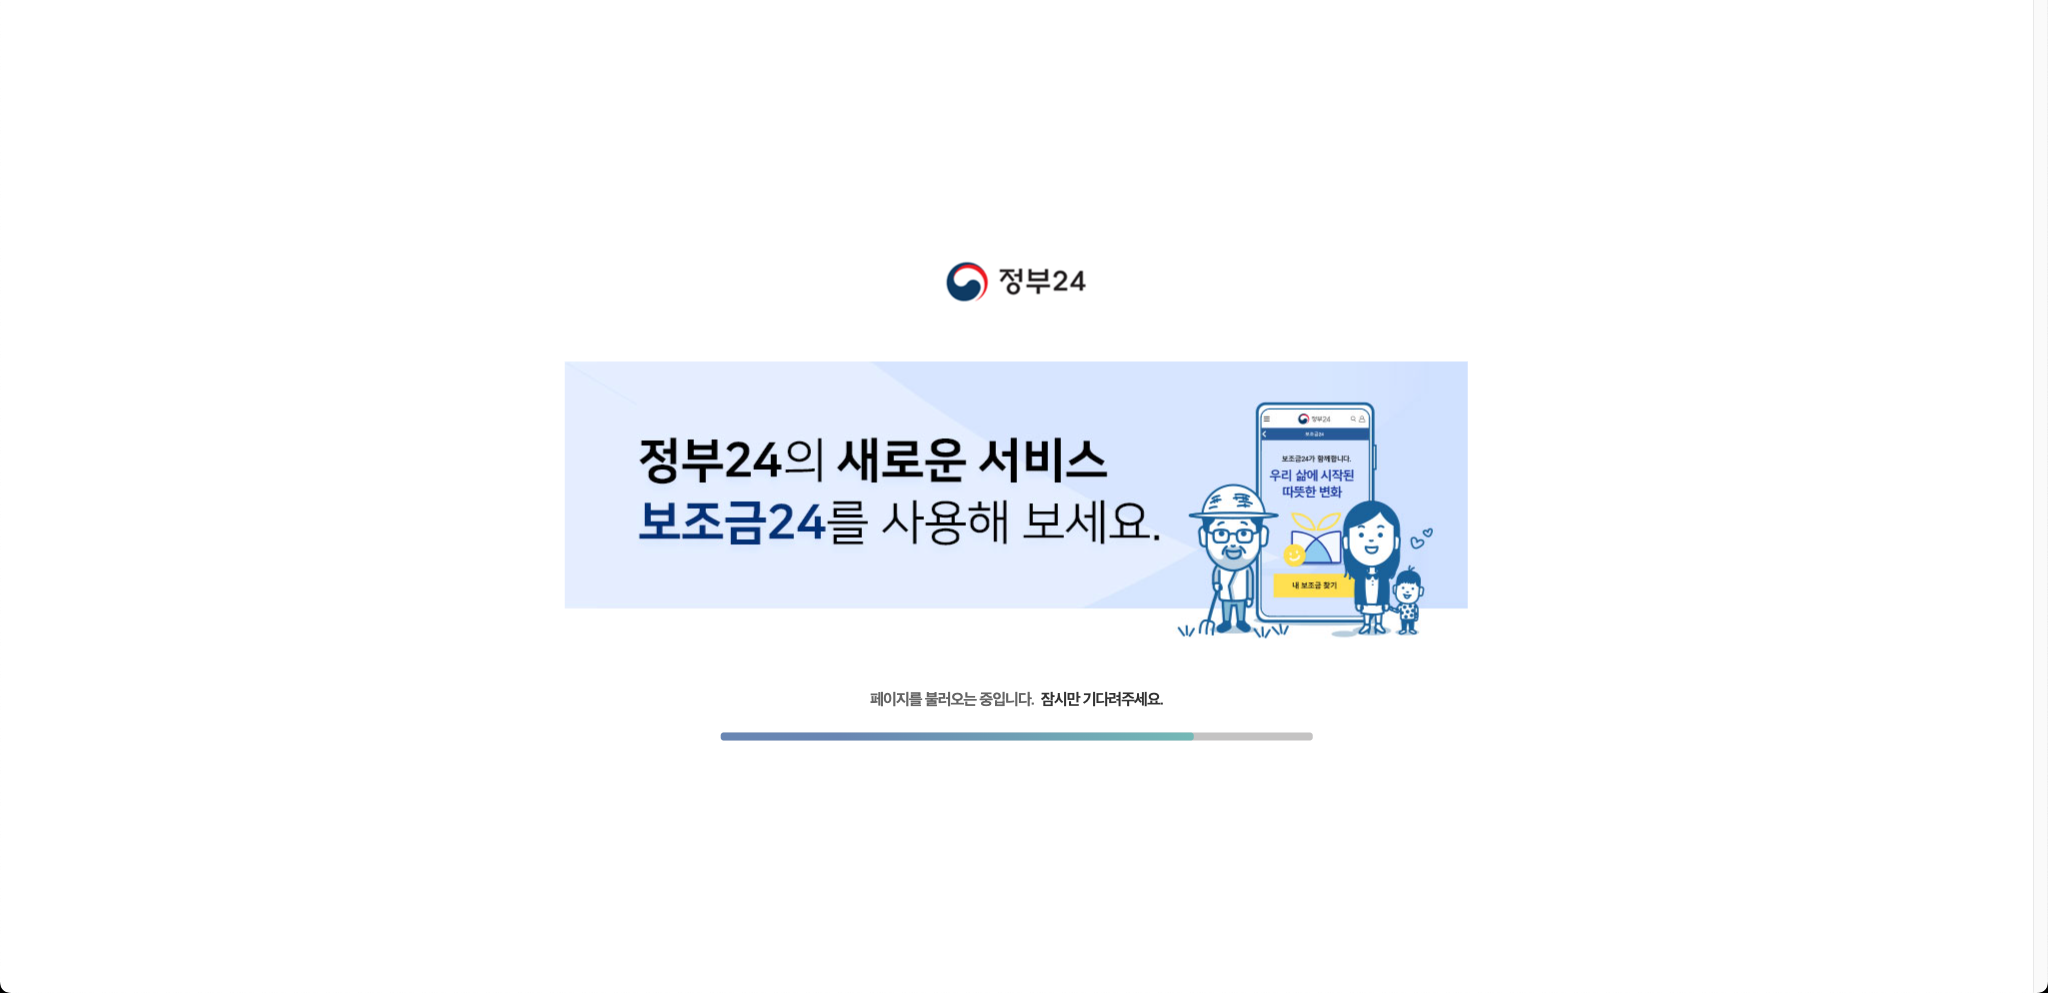 정부24
정부24의 새로운 서비스
보조금24를 사용해 보세요.
정부24
보조금24
보조금24가 함께합니다.
우리 삶에 시작된
따뜻한 변화
내 보조금 찾기
페이지를 불러오는 중입니다. 잠시만 기다려주세요.